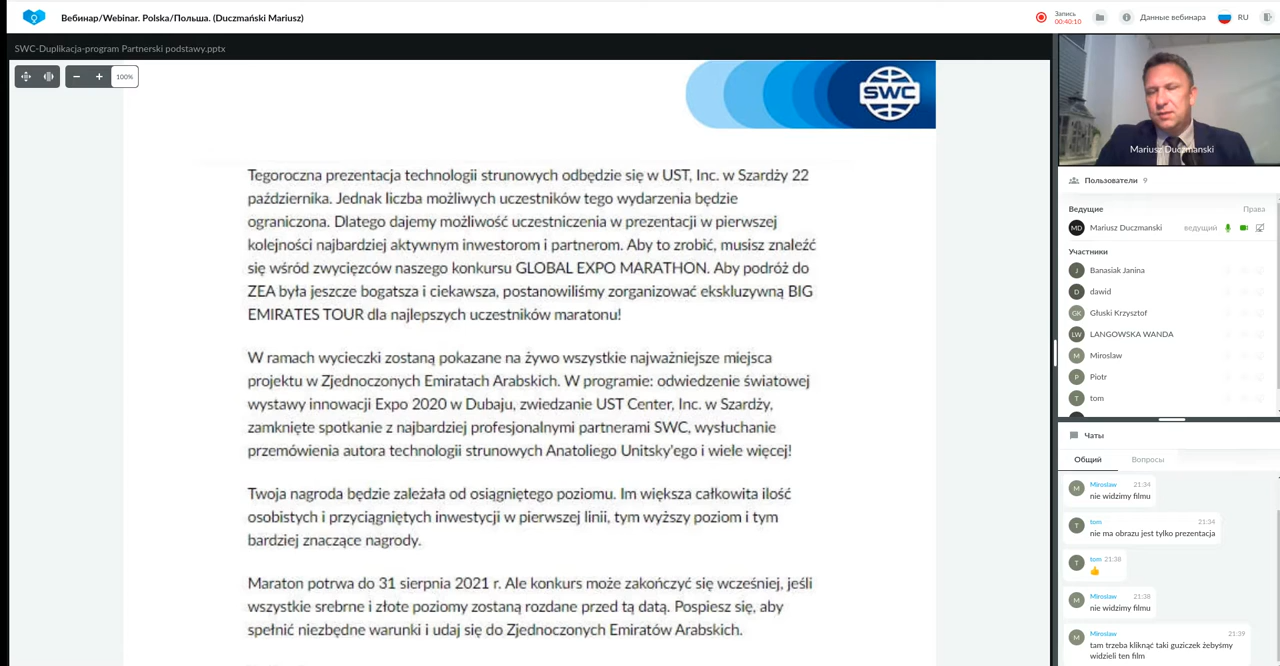 Вебинар/Webinar. Polska/Польша. (Duczmański Mariusz)
Запись
00:40:10
Данные вебинара
RU
SWC-Duplikacja-program Partnerski podstawy.pptx
100%
SWC
Tegoroczna prezentacja technologii strunowych odbędzie się w UST, Inc. w Szardży 22
października. Jednak liczba możliwych uczestników tego wydarzenia będzie
ograniczona. Dlatego dajemy możliwość uczestniczenia w prezentacji w pierwszej
kolejności najbardziej aktywnym inwestorom i partnerom. Aby to zrobić, musisz znaleźć
się wśród zwycięzców naszego konkursu GLOBAL EXPO MARATHON. Aby podróż do
ZEA była jeszcze bogatsza i ciekawsza, postanowiliśmy zorganizować ekskluzywną BIG
EMIRATES TOUR dla najlepszych uczestników maratonu!
W ramach wycieczki zostaną pokazane na żywo wszystkie najważniejsze miejsca
projektu w Zjednoczonych Emiratach Arabskich. W programie: odwiedzenie światowej
wystawy innowacji Expo 2020 w Dubaju, zwiedzanie UST Center, Inc. w Szardży,
zamknięte spotkanie z najbardziej profesjonalnymi partnerami SWC, wysłuchanie
przemówienia autora technologii strunowych Anatoliego Unitsky'ego i wiele więcej!
Twoja nagroda będzie zależała od osiągniętego poziomu. Im większa całkowita ilość
osobistych i przyciągniętych inwestycji w pierwszej linii, tym wyższy poziom i tym
bardziej znaczące nagrody.
Maraton potrwa do 31 sierpnia 2021 r. Ale konkurs może zakończyć się wcześniej, jeśli
wszystkie srebrne i złote poziomy zostaną rozdane przed tą datą. Pospiesz się, aby
spełnić niezbędne warunki i udaj się do Zjednoczonych Emiratów Arabskich.
Mariusz Duczmanski
Пользователи 9
Ведущие Права
MD Mariusz Duczmanski ведущий
Участники
J Banasiak Janina
D dawid
GK Głuski Krzysztof
LW LANGOWSKA WANDA
M Miroslaw
P Piotr
T tom
Чаты
Общий Вопросы
M Miroslaw 21:34
nie widzimy filmu
T tom 21:34
nie ma obrazu jest tylko prezentacja
T tom 21:38
👍
M Miroslaw 21:38
nie widzimy filmu
M Miroslaw 21:39
tam trzeba kliknąć taki guziczek żebyśmy
widzieli ten film